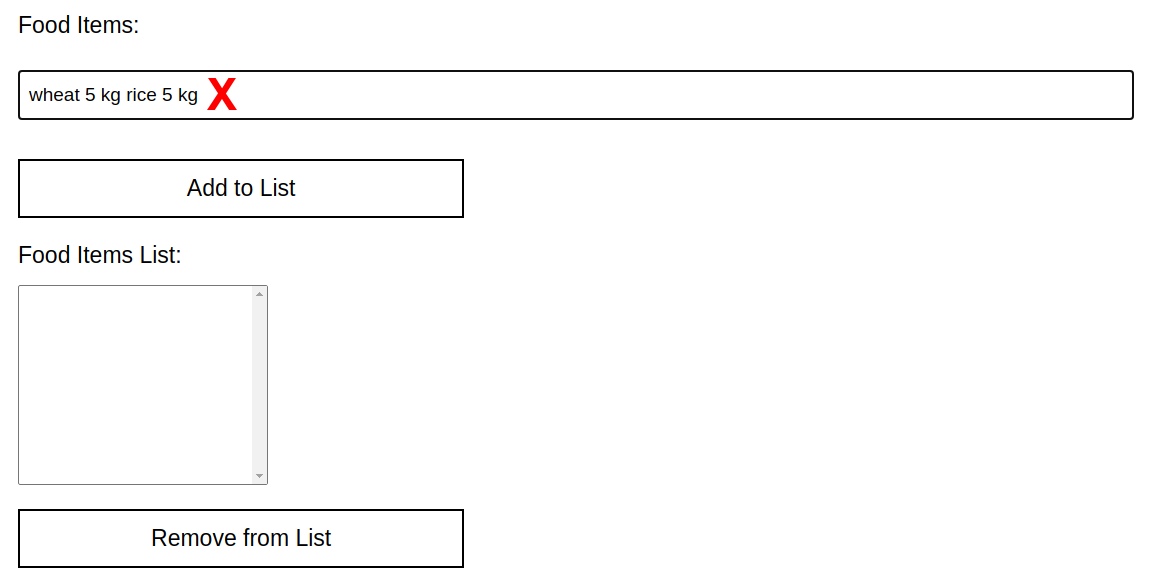 Food Items:
wheat 5 kg rice 5 kg X
Add to List
Food Items List:
Remove from List